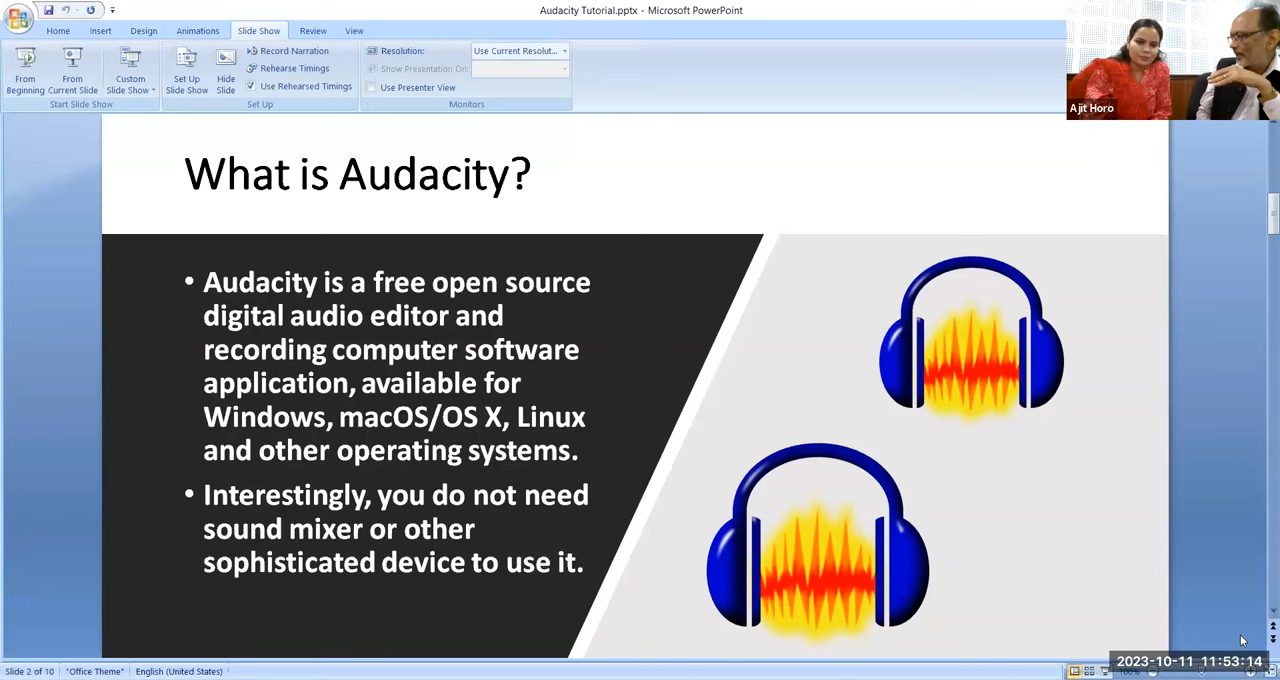 Audacity Tutorial.pptx - Microsoft PowerPoint
Home Insert Design Animations Slide Show Review View
From Beginning
From Current Slide
Custom Slide Show
Start Slide Show
Set Up Slide Show
Hide Slide
Record Narration
Rehearse Timings
Use Rehearsed Timings
Set Up
Resolution: Use Current Resolut...
Show Presentation On:
Use Presenter View
Monitors
Ajit Horo
What is Audacity?
• Audacity is a free open source
digital audio editor and
recording computer software
application, available for
Windows, macOS/OS X, Linux
and other operating systems.
• Interestingly, you do not need
sound mixer or other
sophisticated device to use it.
Slide 2 of 10 "Office Theme" English (United States)
100%
2023-10-11 11:53:14